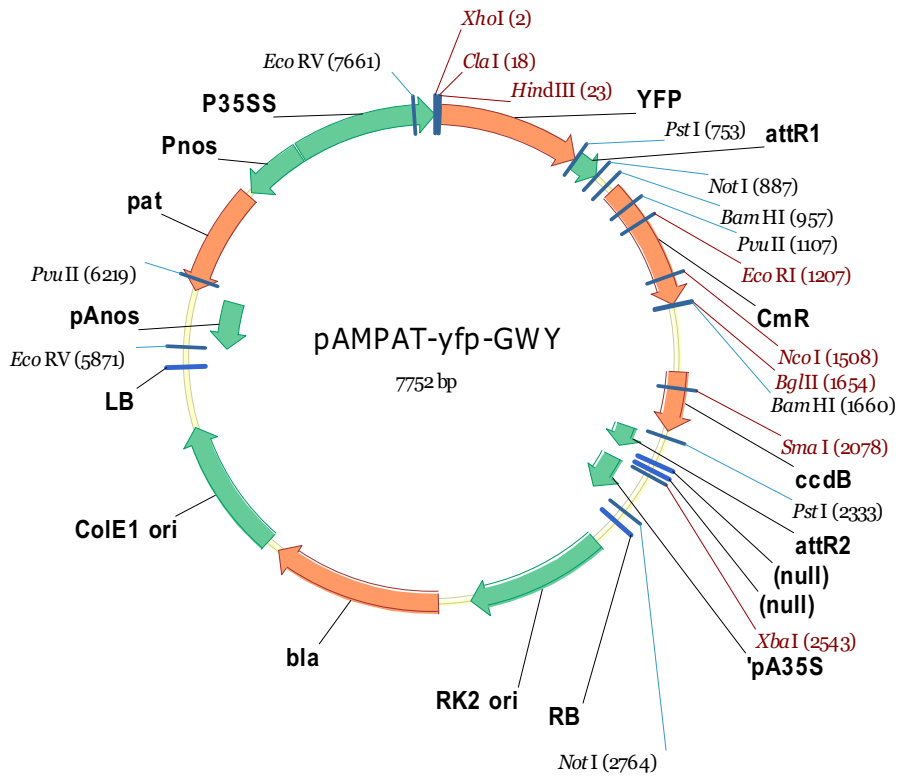 XhoI (2)
ClaI (18)
EcoRV (7661)
HindIII (23)
P35SS
YFP
PstI (753)
attR1
Pnos
NotI (887)
pat
BamHI (957)
PvuII (1107)
PvuII (6219)
EcoRI (1207)
pAnos
CmR
pAMPAT-yfp-GWY
EcoRV (5871)
NcoI (1508)
7752 bp
BglII (1654)
LB
BamHI (1660)
SmaI (2078)
ccdB
PstI (2333)
ColE1 ori
attR2
(null)
(null)
XbaI (2543)
bla
'pA35S
RK2 ori
RB
NotI (2764)